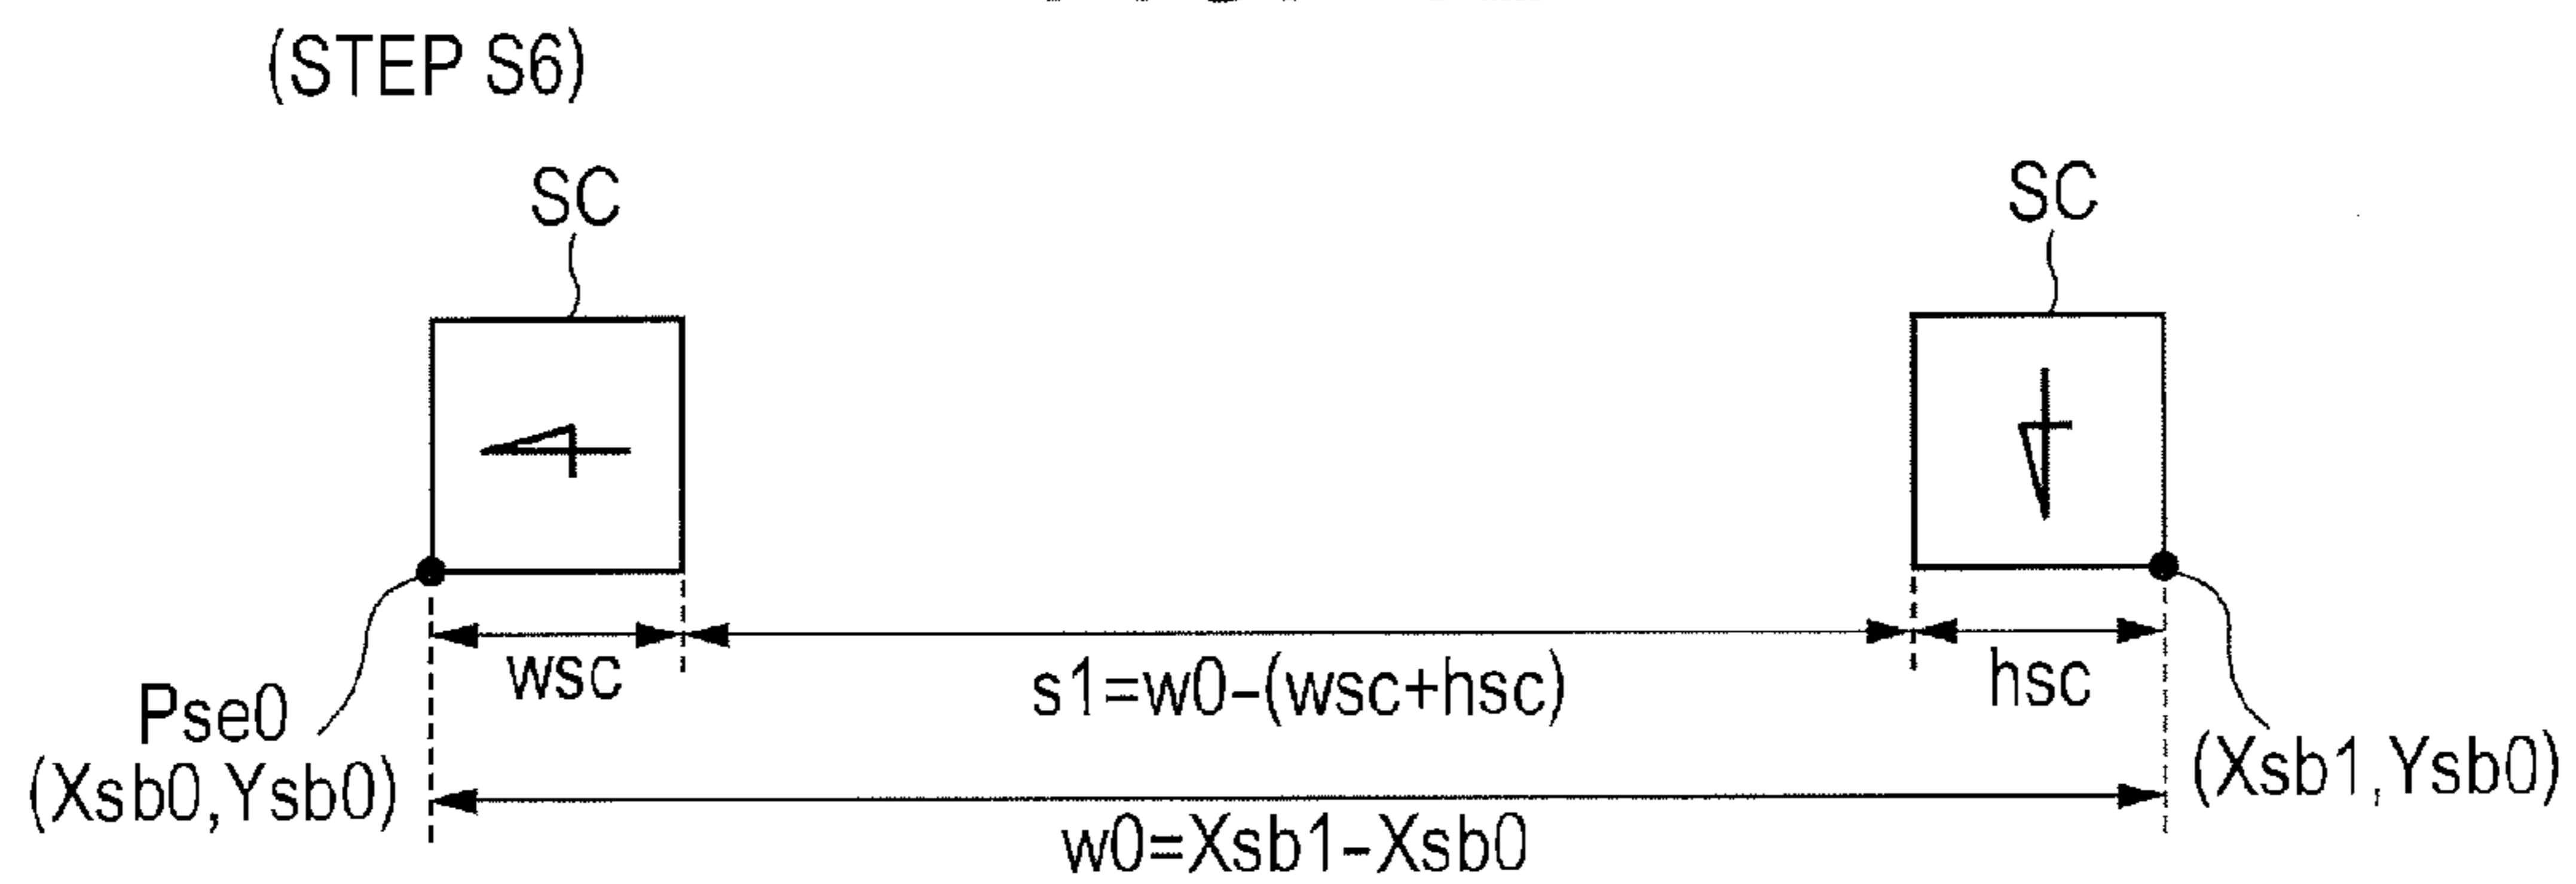 (STEP S6)
SC
SC
wsc
s1=w0-(wsc+hsc)
hsc
Pse0
(Xsb0,Ysb0)
(Xsb1,Ysb0)
w0=Xsb1-Xsb0